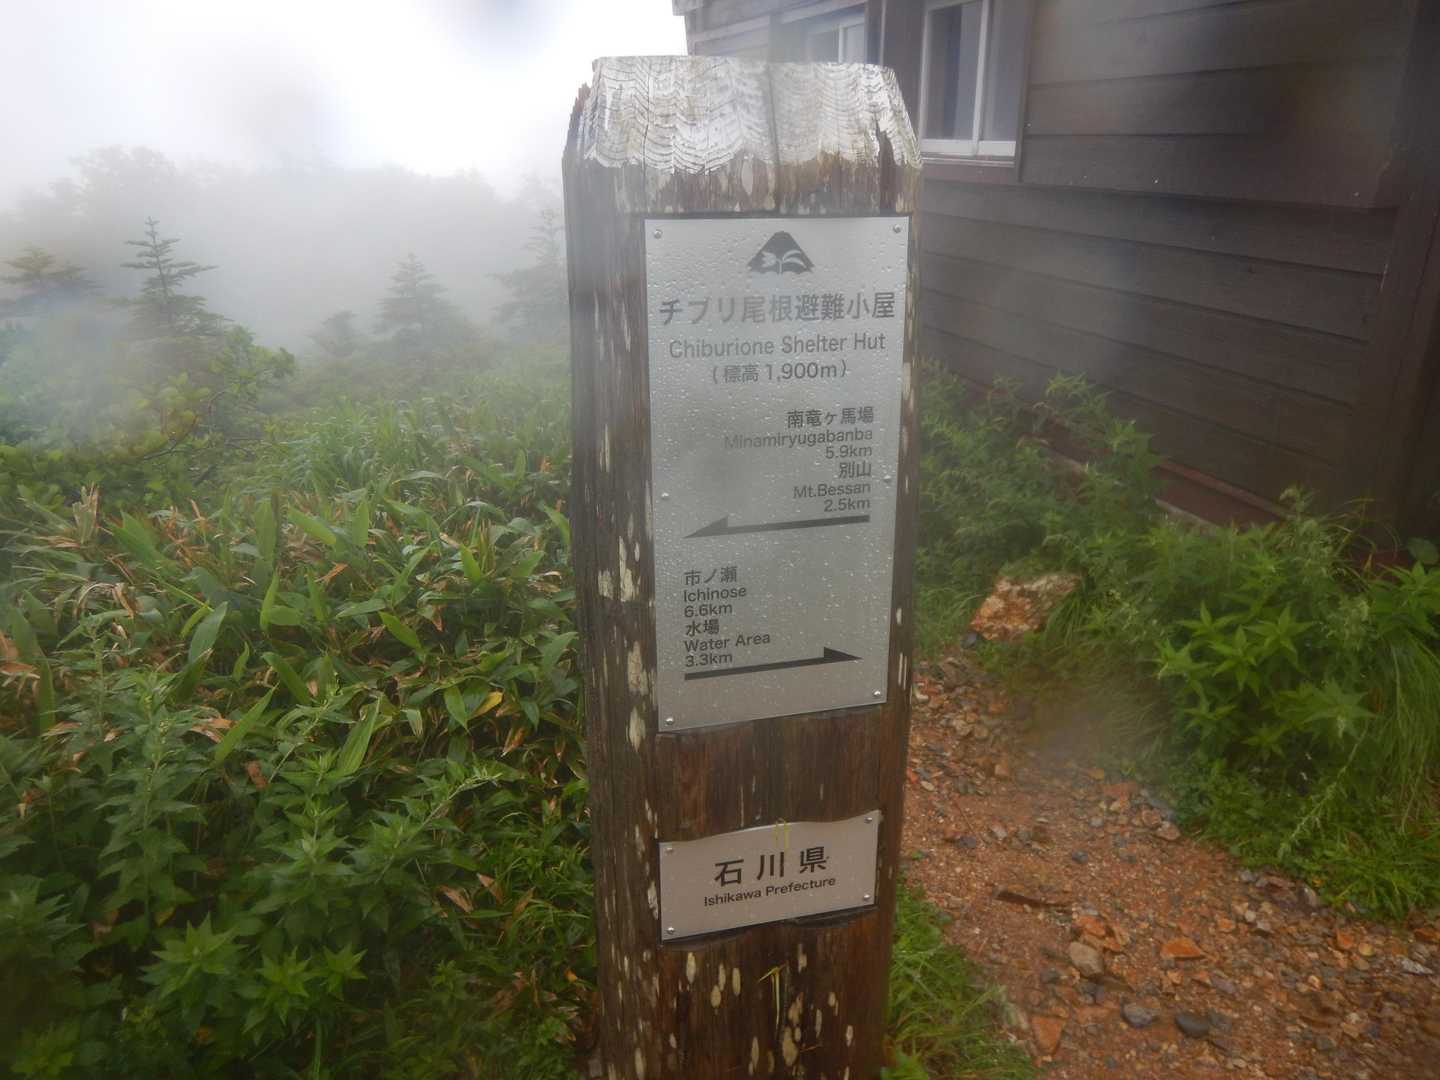 チブリ尾根避難小屋
Chiburione Shelter Hut
(標高1,900m)
南竜ヶ馬場
Minamiryugabanba
5.9km
別山
Mt.Bessan
2.5km
市ノ瀬
Ichinose
6.6km
水場
Water Area
3.3km
石川県
Ishikawa Prefecture